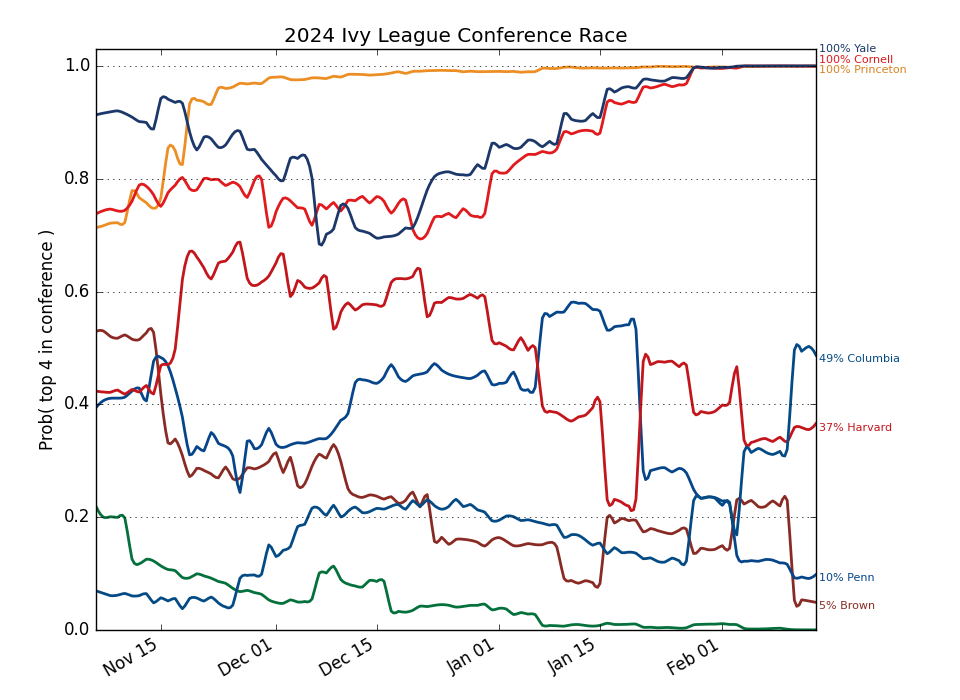 2024 Ivy League Conference Race
100% Yale
100% Cornell
100% Princeton
49% Columbia
37% Harvard
10% Penn
5% Brown
Prob( top 4 in conference )
1.0
0.8
0.6
0.4
0.2
0.0
Nov 15
Dec 01
Dec 15
Jan 01
Jan 15
Feb 01